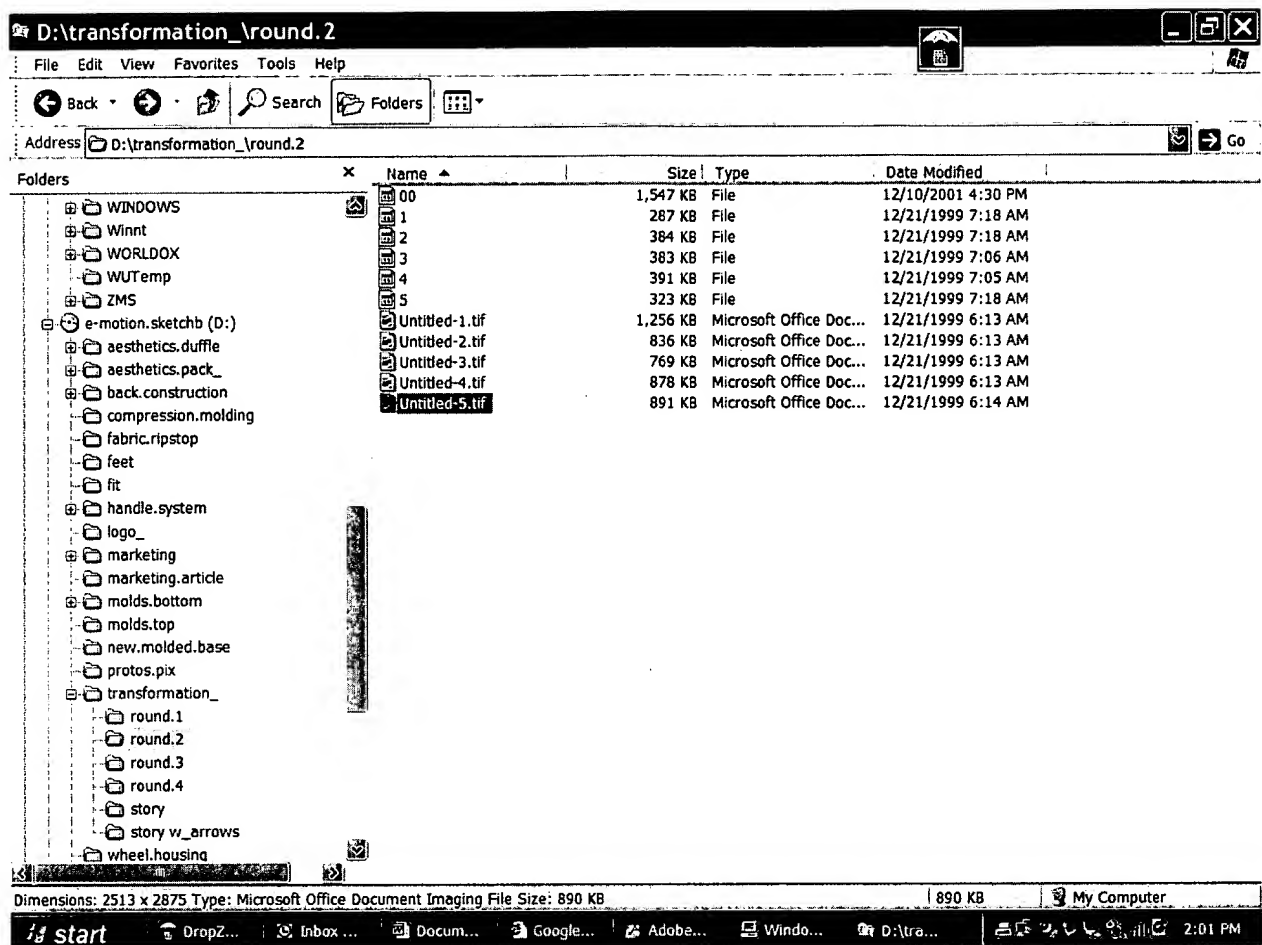 D:\transformation_\round.2
File Edit View Favorites Tools Help
Back Search Folders
Address D:\transformation_\round.2 Go
Folders × Name Size Type Date Modified
WINDOWS
Winnt
WORLDOX
WUTemp
ZMS
e-motion.sketchb (D:)
aesthetics.duffle
aesthetics.pack_
back.construction
compression.molding
fabric.ripstop
feet
fit
handle.system
logo_
marketing
marketing.article
molds.bottom
molds.top
new.molded.base
protos.pix
transformation_
round.1
round.2
round.3
round.4
story
story w_arrows
wheel.housing
00 1,547 KB File 12/10/2001 4:30 PM
1 287 KB File 12/21/1999 7:18 AM
2 384 KB File 12/21/1999 7:18 AM
3 383 KB File 12/21/1999 7:06 AM
4 391 KB File 12/21/1999 7:05 AM
5 323 KB File 12/21/1999 7:18 AM
Untitled-1.tif 1,256 KB Microsoft Office Doc... 12/21/1999 6:13 AM
Untitled-2.tif 836 KB Microsoft Office Doc... 12/21/1999 6:13 AM
Untitled-3.tif 769 KB Microsoft Office Doc... 12/21/1999 6:13 AM
Untitled-4.tif 878 KB Microsoft Office Doc... 12/21/1999 6:13 AM
Untitled-5.tif 891 KB Microsoft Office Doc... 12/21/1999 6:14 AM
Dimensions: 2513 x 2875 Type: Microsoft Office Document Imaging File Size: 890 KB 890 KB My Computer
start DropZ... Inbox ... Docum... Google... Adobe... Windo... D:\tra... 2:01 PM